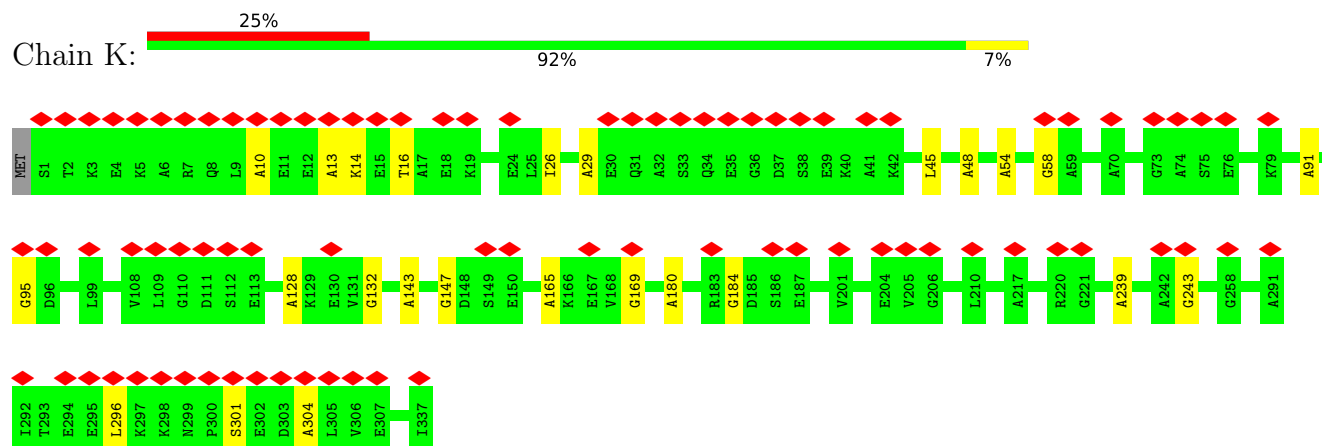 25%
Chain K:
92% 7%
MET S1 T2 K3 E4 K5 A6 R7 Q8 L9 A10 E11 E12 A13 K14 E15 T16 A17 E18 K19 E24 L25 I26 A29 E30 Q31 A32 S33 Q34 E35 G36 D37 S38 E39 K40 A41 K42 L45 A48 A54 G58 A59 A70 G73 A74 S75 E76 K79 A91
G95 D96 L99 V108 L109 G110 D111 S112 E113 A128 K129 E130 V131 G132 A143 G147 D148 S149 E150 A165 K166 E167 V168 G169 A180 R183 G184 D185 S186 E187 V201 E204 V205 G206 L210 A217 R220 G221 A239 A242 G243 G258 A291
I292 T293 E294 E295 L296 K297 K298 N299 P300 S301 E302 D303 A304 L305 V306 E307 I337